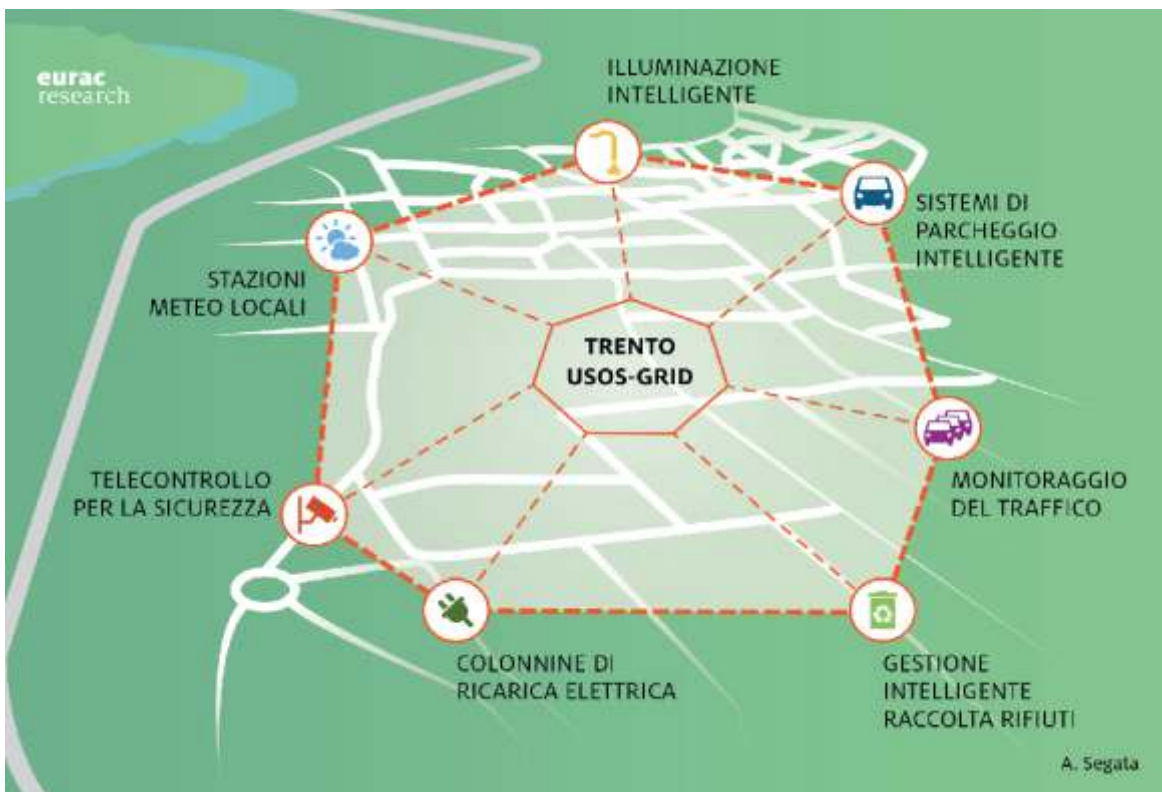 eurac
research
ILLUMINAZIONE
INTELLIGENTE
SISTEMI DI
PARCHEGGIO
INTELLIGENTE
STAZIONI
METEO LOCALI
TRENTO
USOS-GRID
TELECONTROLLO
PER LA SICUREZZA
MONITORAGGIO
DEL TRAFFICO
COLONNINE DI
RICARICA ELETTRICA
GESTIONE
INTELLIGENTE
RACCOLTA RIFIUTI
A. Segata